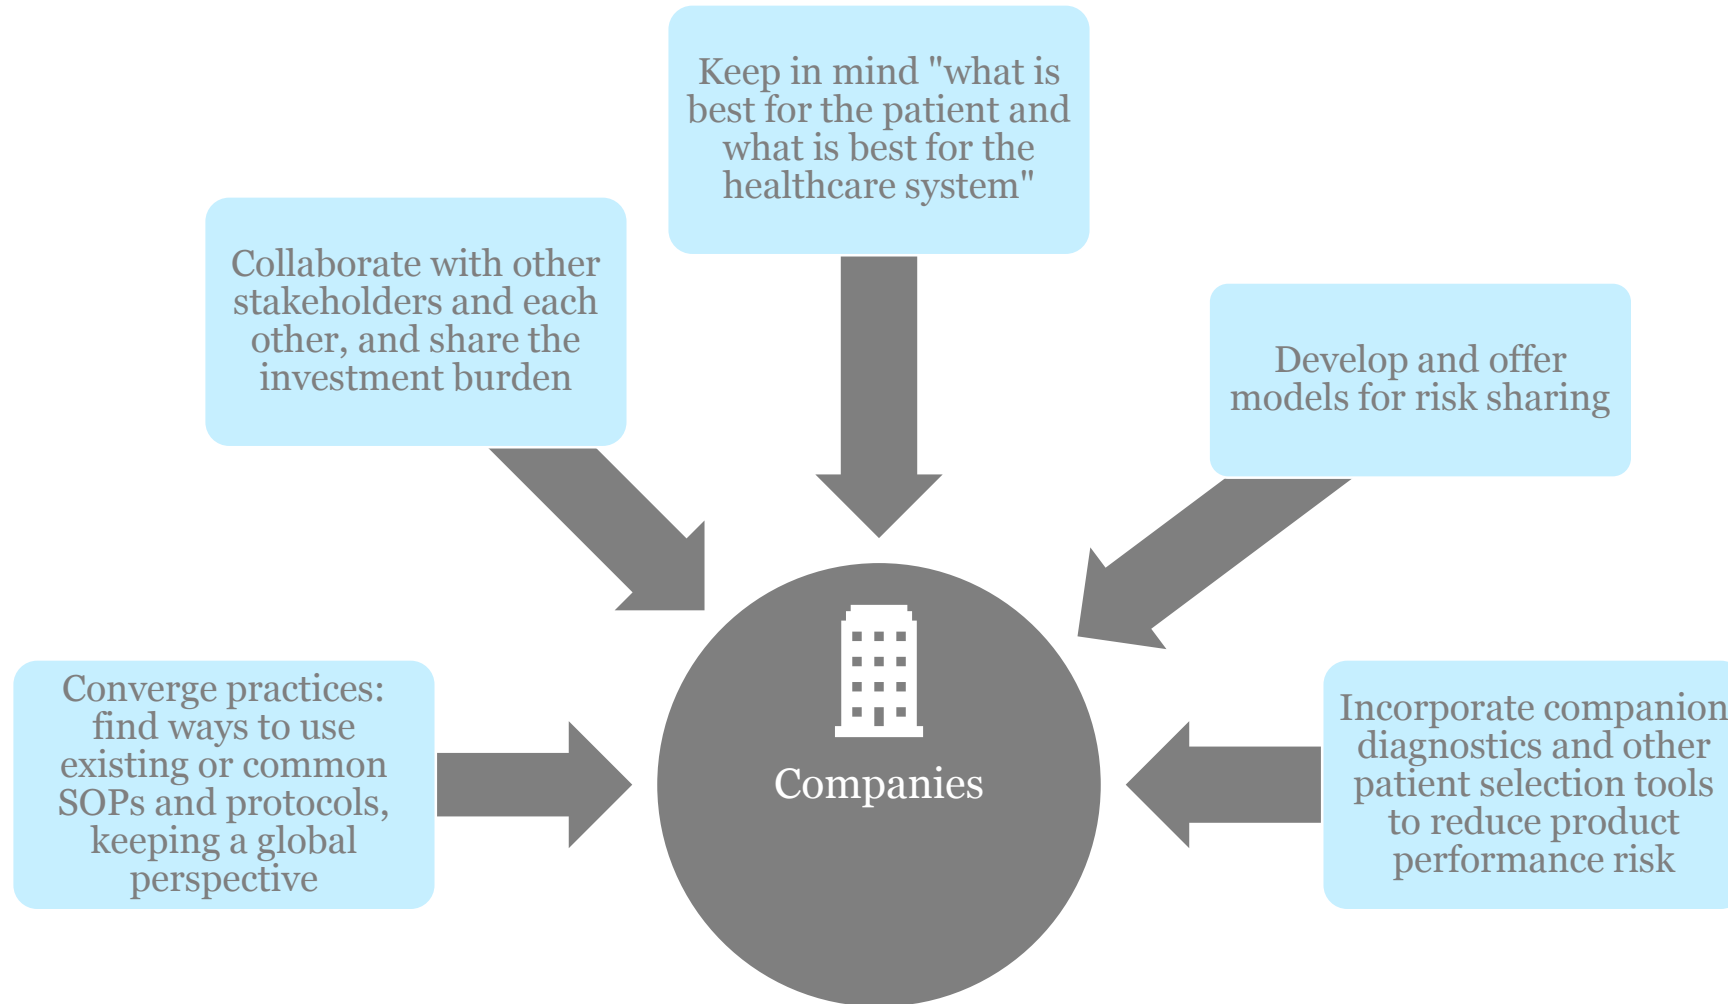 Keep in mind "what is
best for the patient and
what is best for the
healthcare system"
Collaborate with other
stakeholders and each
other, and share the
investment burden
Develop and offer
models for risk sharing
Converge practices:
find ways to use
existing or common
SOPs and protocols,
keeping a global
perspective
Incorporate companion
diagnostics and other
patient selection tools
to reduce product
performance risk
Companies